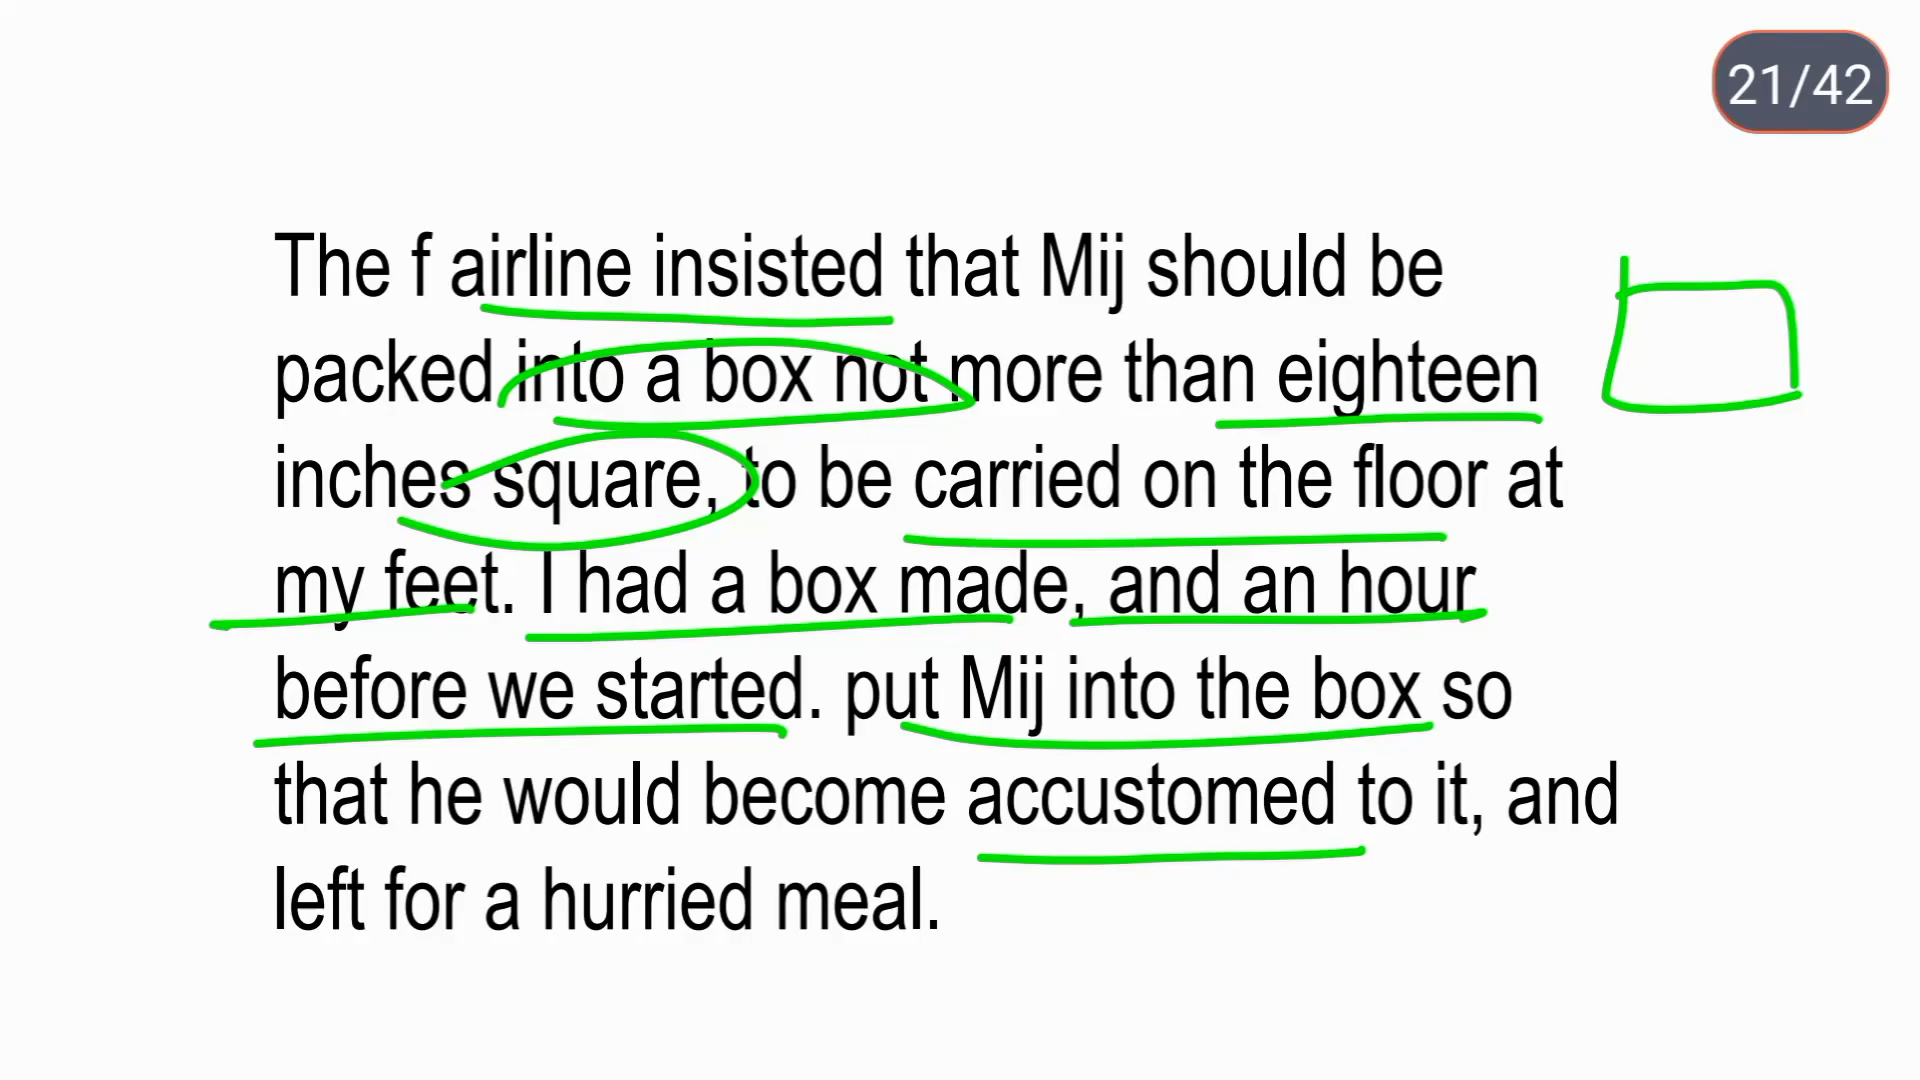 21/42
The f airline insisted that Mij should be
packed into a box not more than eighteen
inches square, to be carried on the floor at
my feet. I had a box made, and an hour
before we started. put Mij into the box so
that he would become accustomed to it, and
left for a hurried meal.